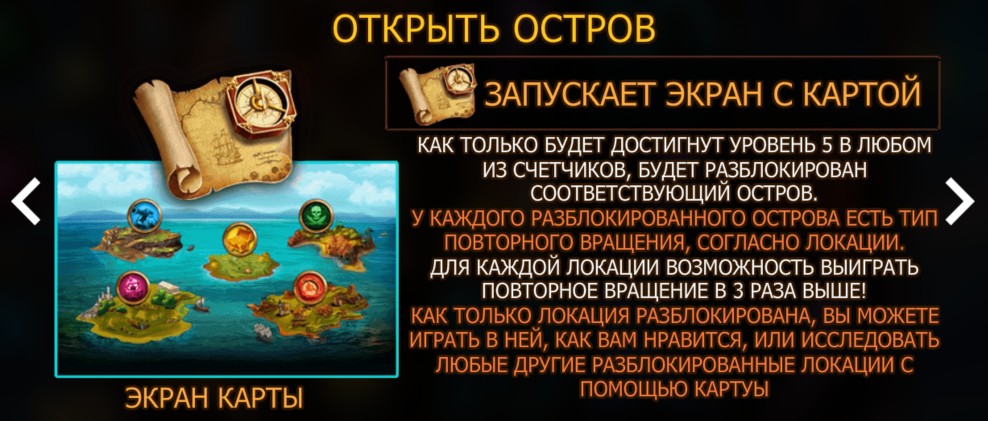 ОТКРЫТЬ ОСТРОВ
ЗАПУСКАЕТ ЭКРАН С КАРТОЙ
КАК ТОЛЬКО БУДЕТ ДОСТИГНУТ УРОВЕНЬ 5 В ЛЮБОМ
ИЗ СЧЕТЧИКОВ, БУДЕТ РАЗБЛОКИРОВАН
СООТВЕТСТВУЮЩИЙ ОСТРОВ.
У КАЖДОГО РАЗБЛОКИРОВАННОГО ОСТРОВА ЕСТЬ ТИП
ПОВТОРНОГО ВРАЩЕНИЯ, СОГЛАСНО ЛОКАЦИИ.
ДЛЯ КАЖДОЙ ЛОКАЦИИ ВОЗМОЖНОСТЬ ВЫИГРАТЬ
ПОВТОРНОЕ ВРАЩЕНИЕ В 3 РАЗА ВЫШЕ!
КАК ТОЛЬКО ЛОКАЦИЯ РАЗБЛОКИРОВАНА, ВЫ МОЖЕТЕ
ИГРАТЬ В НЕЙ, КАК ВАМ НРАВИТСЯ, ИЛИ ИССЛЕДОВАТЬ
ЛЮБЫЕ ДРУГИЕ РАЗБЛОКИРОВАННЫЕ ЛОКАЦИИ С
ПОМОЩЬЮ КАРТУЫ
ЭКРАН КАРТЫ